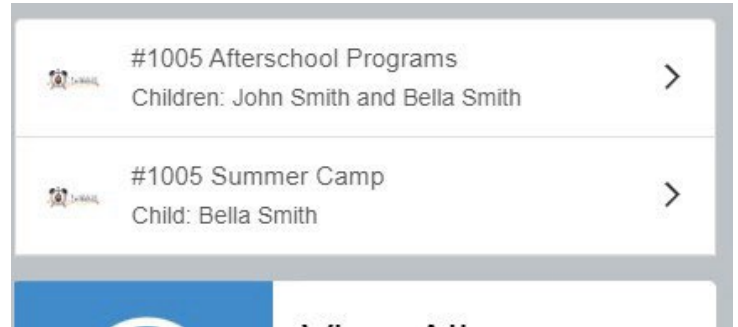 #1005 Afterschool Programs
Children: John Smith and Bella Smith
#1005 Summer Camp
Child: Bella Smith